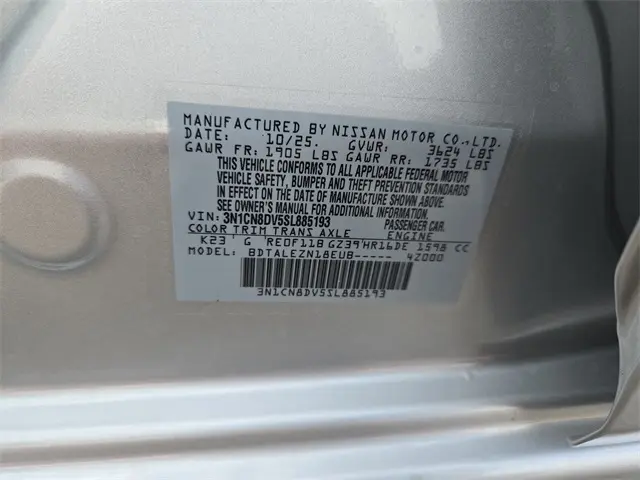 MANUFACTURED BY NISSAN MOTOR CO.,LTD.
DATE: 10/25. GVWR: 3624 LBS
GAWR FR: 1905 LBS GAWR RR: 1735 LBS
THIS VEHICLE CONFORMS TO ALL APPLICABLE FEDERAL MOTOR
VEHICLE SAFETY, BUMPER AND THEFT PREVENTION STANDARDS
IN EFFECT ON THE DATE OF MANUFACTURE SHOWN ABOVE.
SEE OWNER'S MANUAL FOR ADDITIONAL INFORMATION.
VIN: 3N1CN8DV5SL885193 PASSENGER CAR.
COLOR TRIM TRANS AXLE ENGINE
K23 G RE0F11B GZ39 HR16DE 1598 CC
MODEL: BDTALEZN18EUB----- 4Z000
3N1CN8DV5SL885193